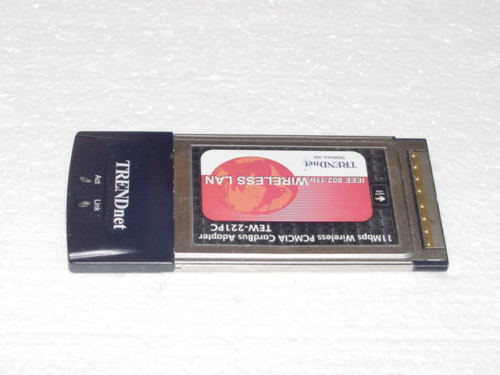 TRENDnet
Act
Link
TRENDnet
IEEE 802.11b WIRELESS LAN
TEW-221PC
11Mbps Wireless PCMCIA CardBus Adapter